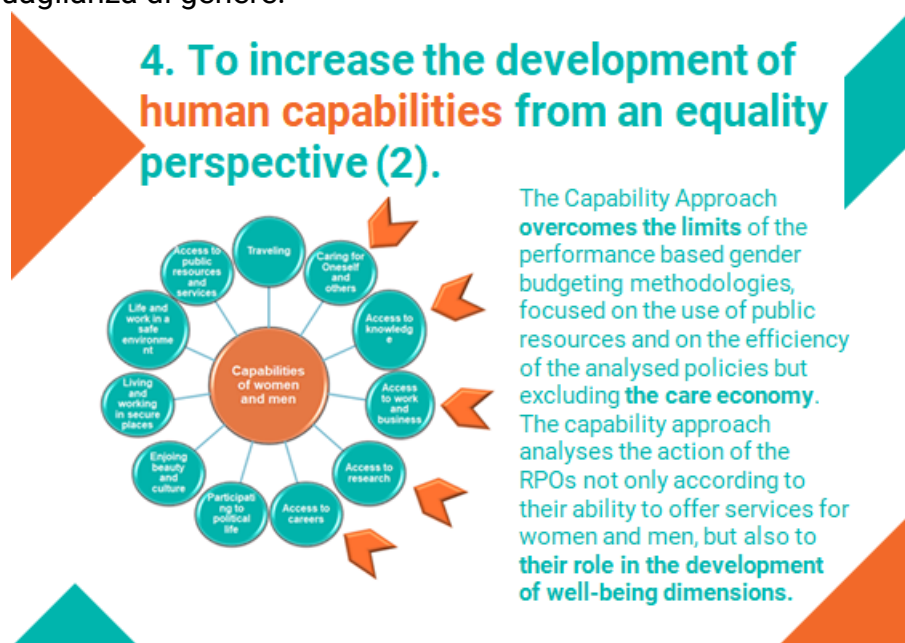 uaglianza di genere.
4. To increase the development of
human capabilities from an equality
perspective (2).
Traveling
Caring for
Oneself
and
others
Access to
knowledg
e
Access
to work
and
business
Access to
research
Access to
careers
Participati
ng to
political
life
Enjoing
beauty
and
culture
Living
and
working
in secure
places
Life and
work in a
safe
environme
nt
Access to
public
resources
and
services
Capabilities
of women
and men
The Capability Approach
overcomes the limits of the
performance based gender
budgeting methodologies,
focused on the use of public
resources and on the efficiency
of the analysed policies but
excluding the care economy.
The capability approach
analyses the action of the
RPOs not only according to
their ability to offer services for
women and men, but also to
their role in the development
of well-being dimensions.